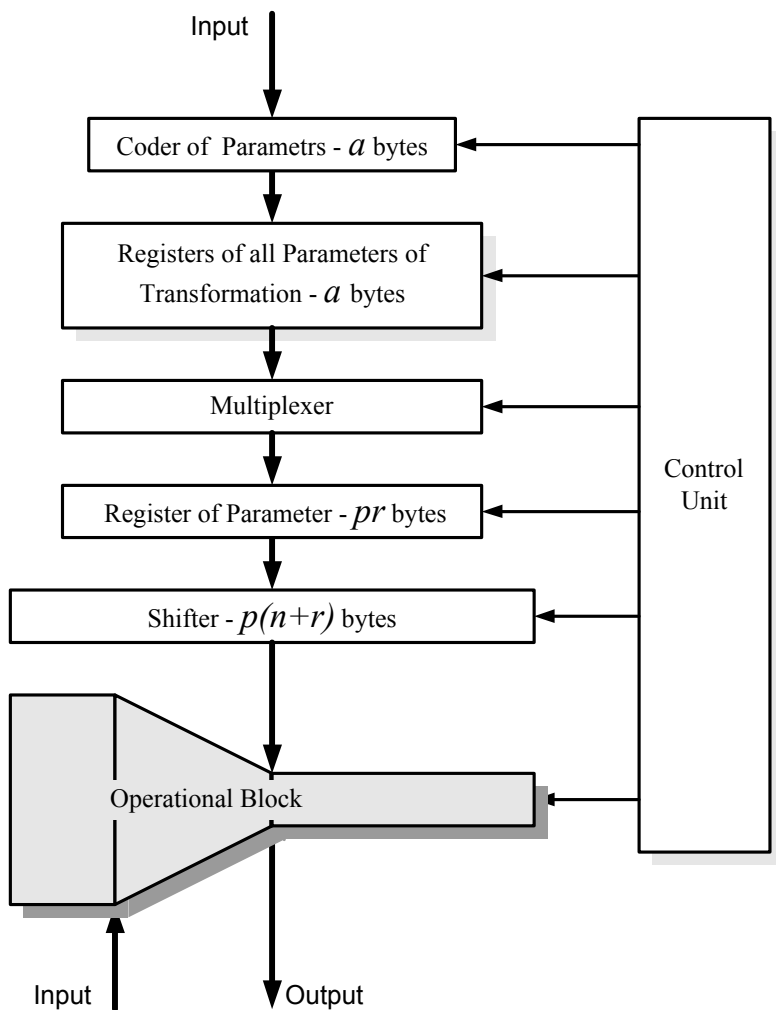 Input
Coder of Parametrs - a bytes
Registers of all Parameters of
Transformation - a bytes
Multiplexer
Control
Unit
Register of Parameter - pr bytes
Shifter - p(n+r) bytes
Operational Block
Input
Output